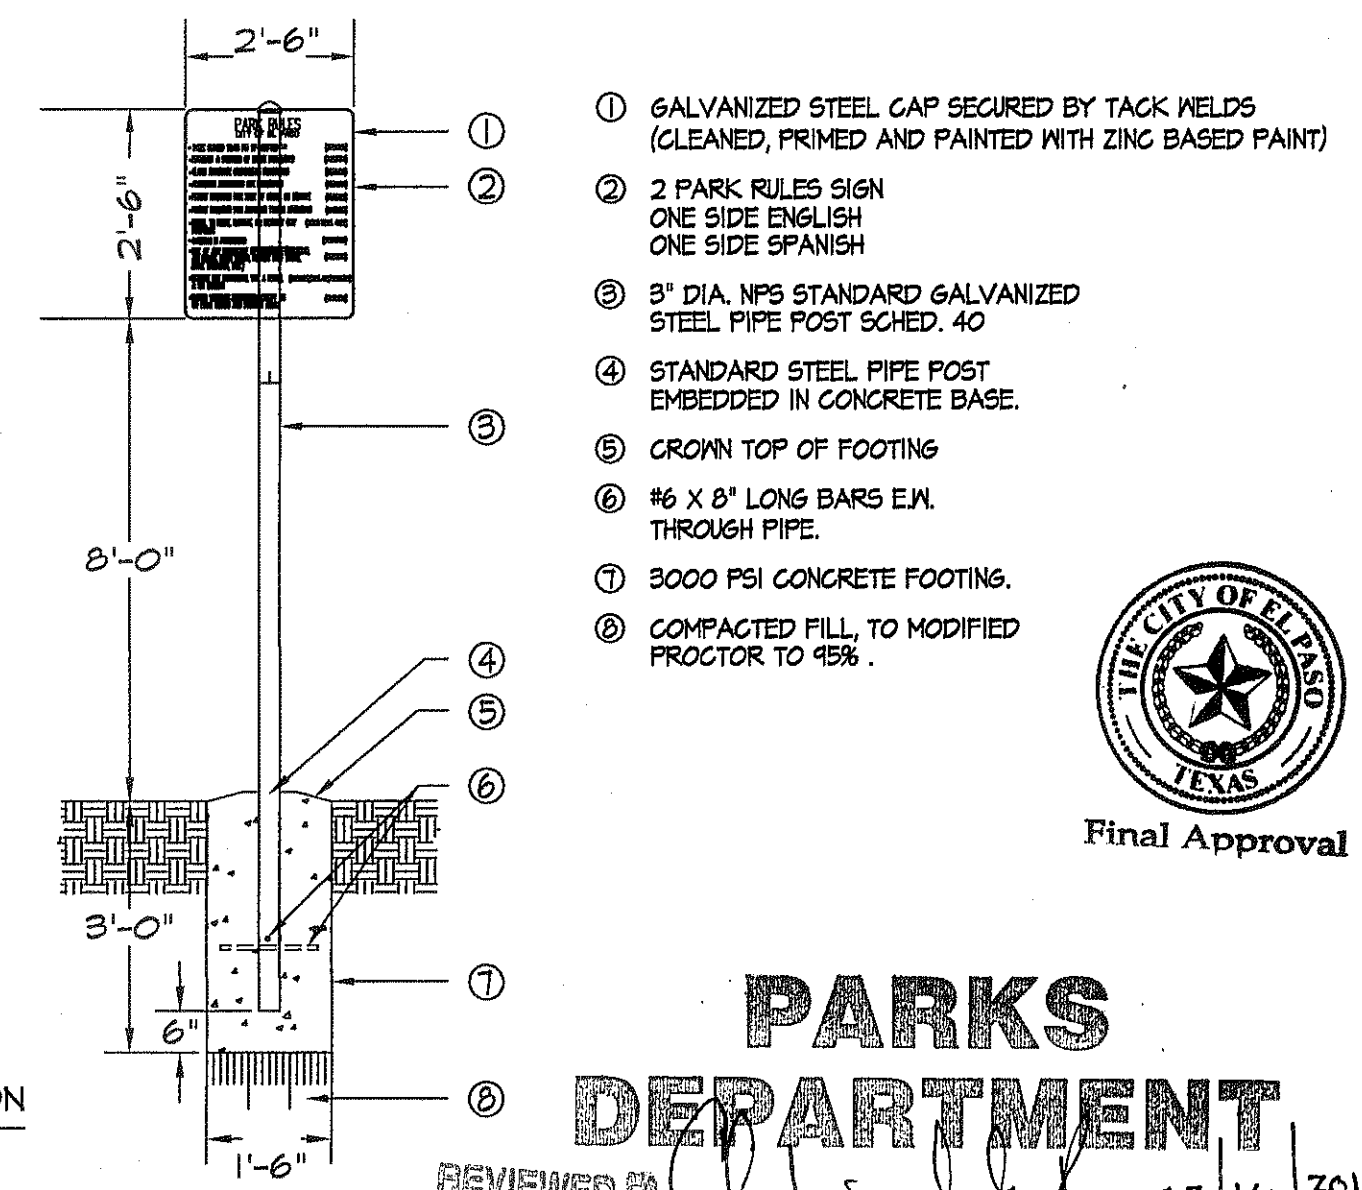 2'-6"
2'-6"
PARK RULES
8'-0"
3'-0"
6"
1'-6"
① GALVANIZED STEEL CAP SECURED BY TACK WELDS
(CLEANED, PRIMED AND PAINTED WITH ZINC BASED PAINT)
② 2 PARK RULES SIGN
ONE SIDE ENGLISH
ONE SIDE SPANISH
③ 3" DIA. NPS STANDARD GALVANIZED
STEEL PIPE POST SCHED. 40
④ STANDARD STEEL PIPE POST
EMBEDDED IN CONCRETE BASE.
⑤ CROWN TOP OF FOOTING
⑥ #6 X 8" LONG BARS E.W.
THROUGH PIPE.
⑦ 3000 PSI CONCRETE FOOTING.
⑧ COMPACTED FILL, TO MODIFIED
PROCTOR TO 95% .
①
②
③
④
⑤
⑥
⑦
⑧
THE CITY OF EL PASO
TEXAS
Final Approval
PARKS
DEPARTMENT
REVIEWED